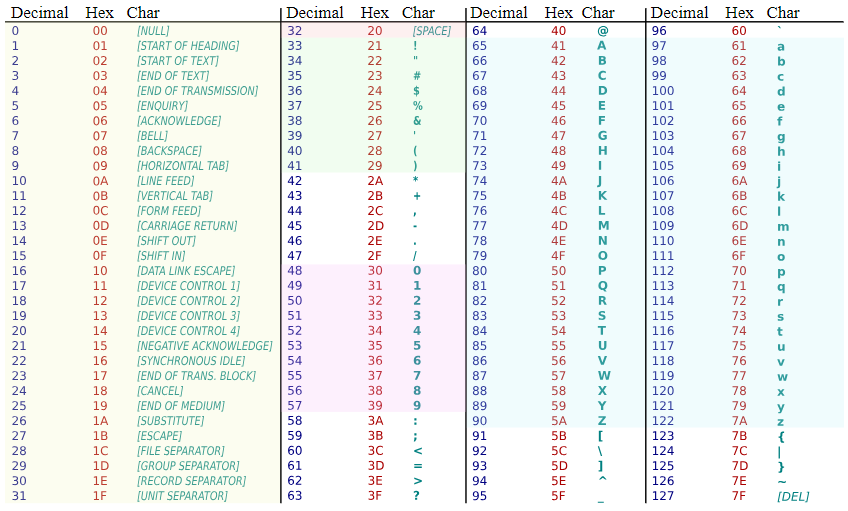 Decimal Hex Char Decimal Hex Char Decimal Hex Char Decimal Hex Char
0 00 [NULL] 32 20 [SPACE] 64 40 @ 96 60 `
1 01 [START OF HEADING] 33 21 ! 65 41 A 97 61 a
2 02 [START OF TEXT] 34 22 " 66 42 B 98 62 b
3 03 [END OF TEXT] 35 23 # 67 43 C 99 63 c
4 04 [END OF TRANSMISSION] 36 24 $ 68 44 D 100 64 d
5 05 [ENQUIRY] 37 25 % 69 45 E 101 65 e
6 06 [ACKNOWLEDGE] 38 26 & 70 46 F 102 66 f
7 07 [BELL] 39 27 ' 71 47 G 103 67 g
8 08 [BACKSPACE] 40 28 ( 72 48 H 104 68 h
9 09 [HORIZONTAL TAB] 41 29 ) 73 49 I 105 69 i
10 0A [LINE FEED] 42 2A * 74 4A J 106 6A j
11 0B [VERTICAL TAB] 43 2B + 75 4B K 107 6B k
12 0C [FORM FEED] 44 2C , 76 4C L 108 6C l
13 0D [CARRIAGE RETURN] 45 2D - 77 4D M 109 6D m
14 0E [SHIFT OUT] 46 2E . 78 4E N 110 6E n
15 0F [SHIFT IN] 47 2F / 79 4F O 111 6F o
16 10 [DATA LINK ESCAPE] 48 30 0 80 50 P 112 70 p
17 11 [DEVICE CONTROL 1] 49 31 1 81 51 Q 113 71 q
18 12 [DEVICE CONTROL 2] 50 32 2 82 52 R 114 72 r
19 13 [DEVICE CONTROL 3] 51 33 3 83 53 S 115 73 s
20 14 [DEVICE CONTROL 4] 52 34 4 84 54 T 116 74 t
21 15 [NEGATIVE ACKNOWLEDGE] 53 35 5 85 55 U 117 75 u
22 16 [SYNCHRONOUS IDLE] 54 36 6 86 56 V 118 76 v
23 17 [END OF TRANS. BLOCK] 55 37 7 87 57 W 119 77 w
24 18 [CANCEL] 56 38 8 88 58 X 120 78 x
25 19 [END OF MEDIUM] 57 39 9 89 59 Y 121 79 y
26 1A [SUBSTITUTE] 58 3A : 90 5A Z 122 7A z
27 1B [ESCAPE] 59 3B ; 91 5B [ 123 7B {
28 1C [FILE SEPARATOR] 60 3C < 92 5C \ 124 7C |
29 1D [GROUP SEPARATOR] 61 3D = 93 5D ] 125 7D }
30 1E [RECORD SEPARATOR] 62 3E > 94 5E ^ 126 7E ~
31 1F [UNIT SEPARATOR] 63 3F ? 95 5F _ 127 7F [DEL]